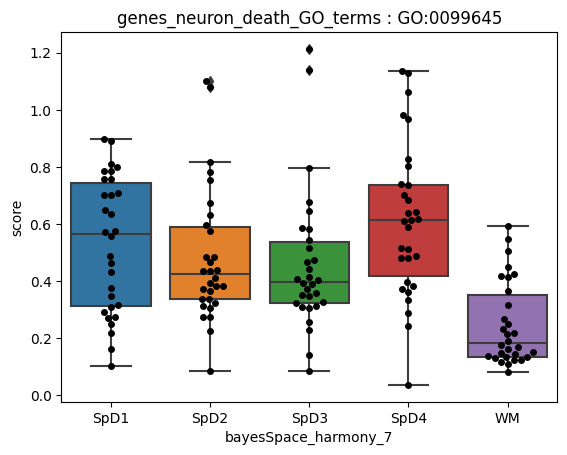 genes_neuron_death_GO_terms : GO:0099645
1.2
1.0
0.8
0.6
0.4
0.2
0.0
score
SpD1 SpD2 SpD3 SpD4 WM
bayesSpace_harmony_7